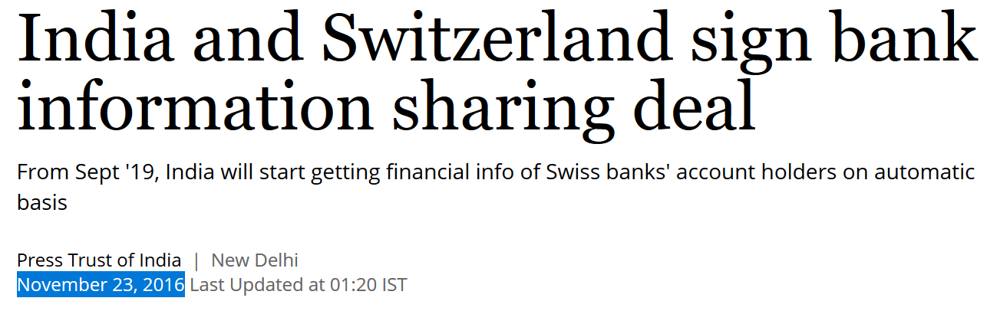 India and Switzerland sign bank
information sharing deal
From Sept '19, India will start getting financial info of Swiss banks' account holders on automatic
basis
Press Trust of India | New Delhi
November 23, 2016 Last Updated at 01:20 IST